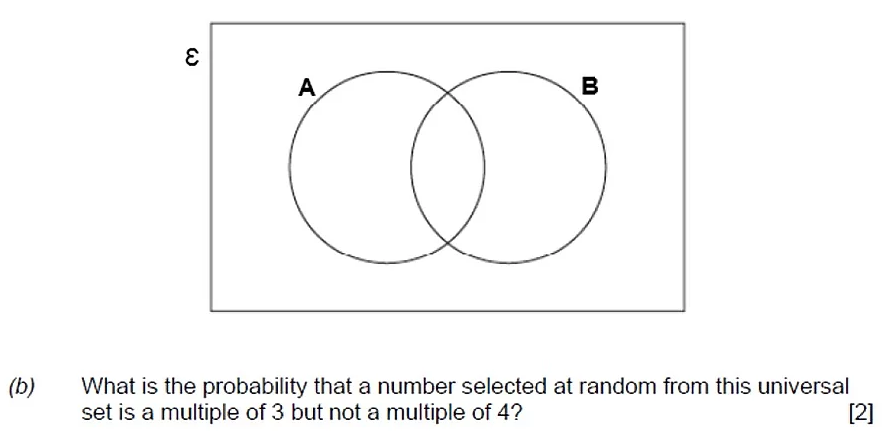 ε
A
B
(b) What is the probability that a number selected at random from this universal
set is a multiple of 3 but not a multiple of 4? [2]